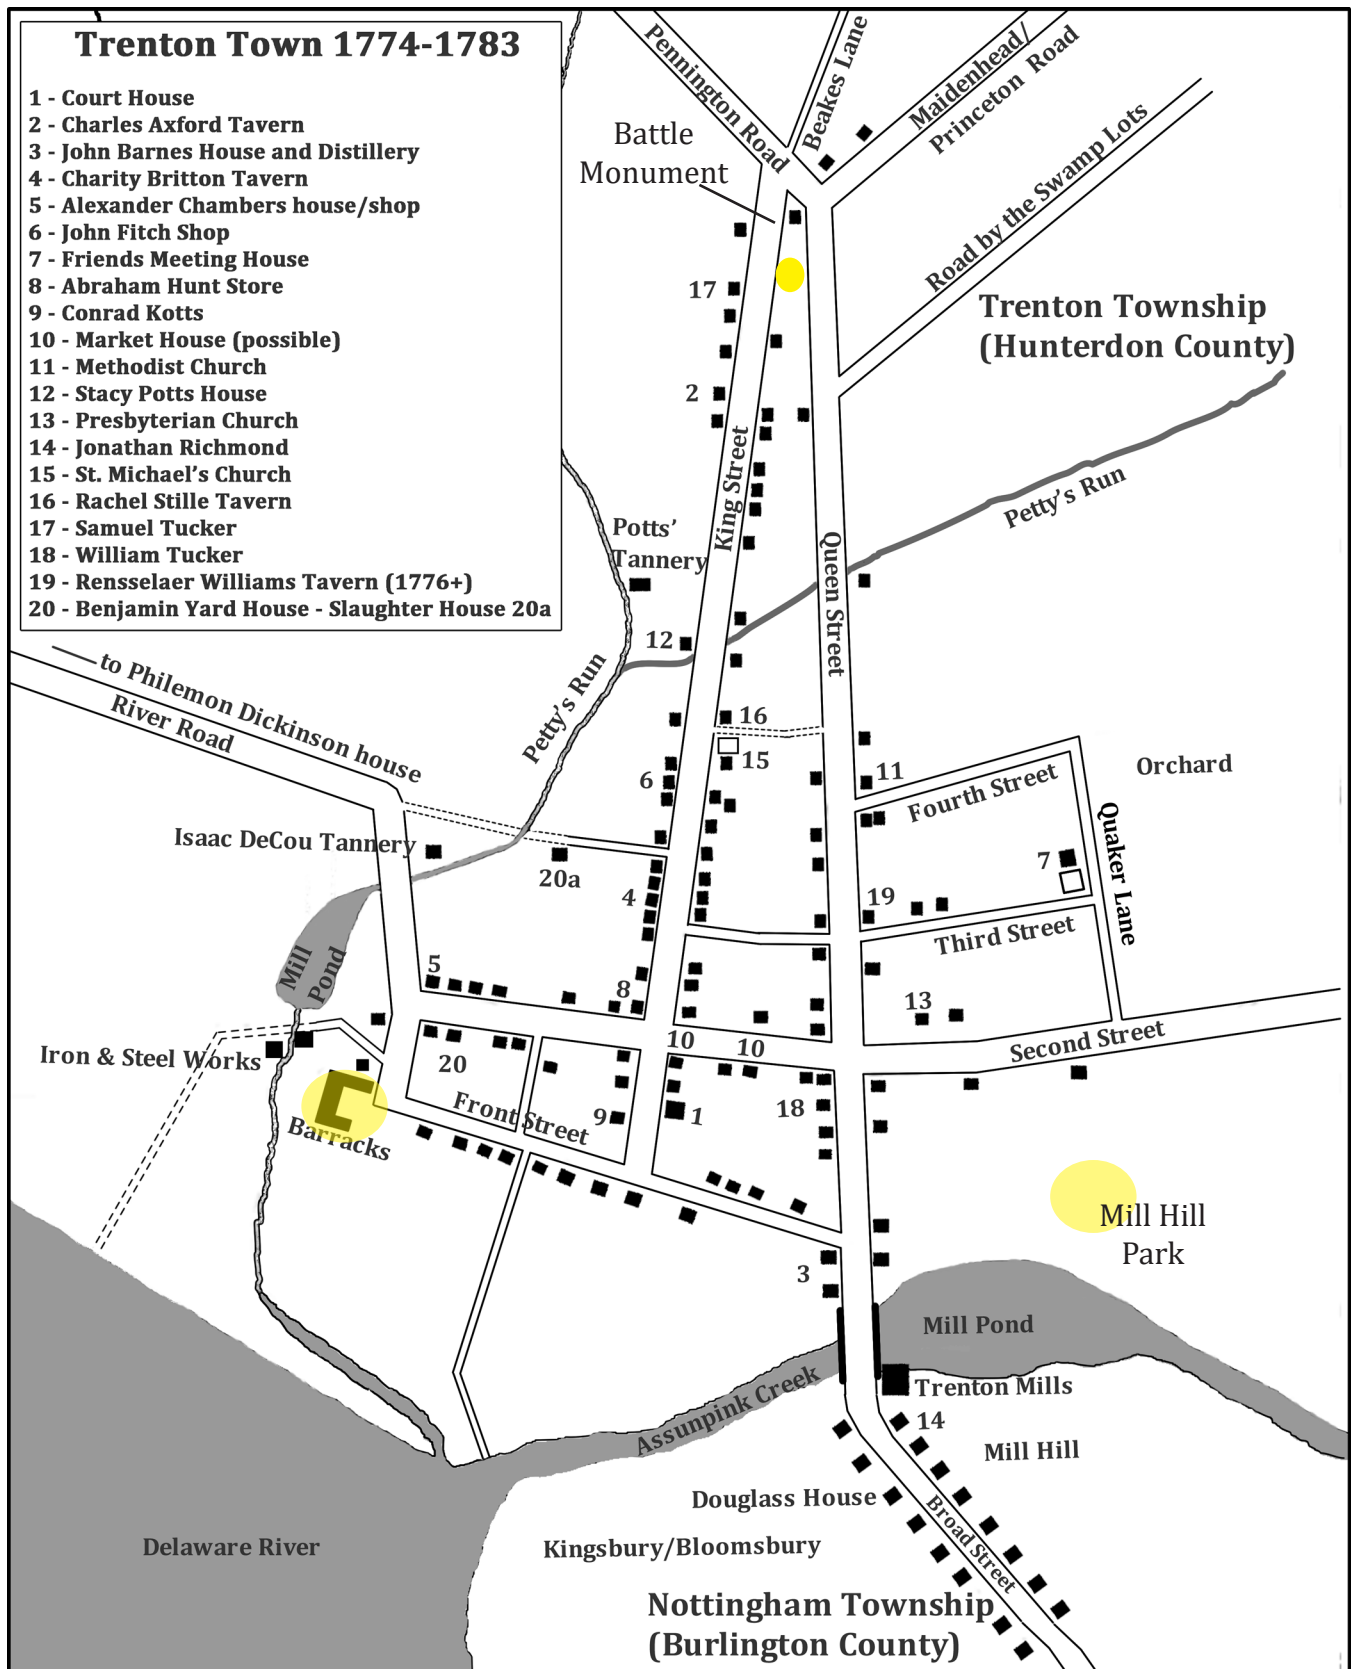 Trenton Town 1774-1783
1 - Court House
2 - Charles Axford Tavern
3 - John Barnes House and Distillery
4 - Charity Britton Tavern
5 - Alexander Chambers house/shop
6 - John Fitch Shop
7 - Friends Meeting House
8 - Abraham Hunt Store
9 - Conrad Kotts
10 - Market House (possible)
11 - Methodist Church
12 - Stacy Potts House
13 - Presbyterian Church
14 - Jonathan Richmond
15 - St. Michael's Church
16 - Rachel Stille Tavern
17 - Samuel Tucker
18 - William Tucker
19 - Rensselaer Williams Tavern (1776+)
20 - Benjamin Yard House - Slaughter House 20a
Pennington Road
Beakes Lane
Maidenhead/
Princeton Road
Battle
Monument
Road by the Swamp Lots
17
Trenton Township
(Hunterdon County)
2
King Street
Petty's Run
Potts'
Tannery
Queen Street
12
to Philemon Dickinson house
River Road
Petty's Run
16
15
6
11
Orchard
Fourth Street
Quaker Lane
Isaac DeCou Tannery
20a
4
7
19
Third Street
Mill
Pond
5
8
13
Second Street
Iron & Steel Works
20
10
10
Front Street
9
1
18
Barracks
Mill Hill
Park
3
Mill Pond
Trenton Mills
Assunpink Creek
14
Mill Hill
Douglass House
Broad Street
Delaware River
Kingsbury/Bloomsbury
Nottingham Township
(Burlington County)